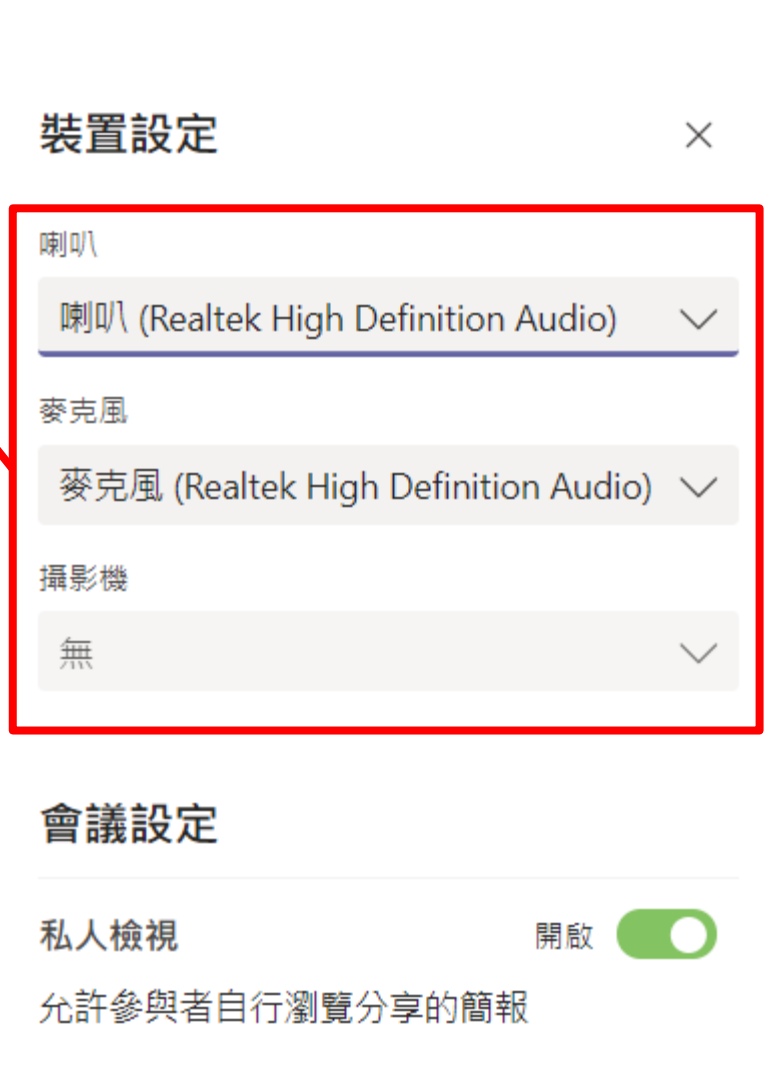 裝置設定
喇叭
喇叭 (Realtek High Definition Audio)
麥克風
麥克風 (Realtek High Definition Audio)
攝影機
無
會議設定
私人檢視 開啟
允許參與者自行瀏覽分享的簡報